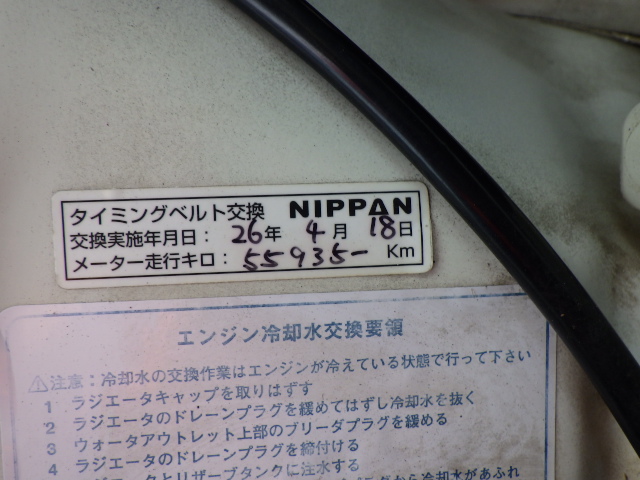 タイミングベルト交換 NIPPAN
交換実施年月日： 26年 4月 18日
メーター走行キロ： 55935- Km
エンジン冷却水交換要領
⚠注意：冷却水の交換作業はエンジンが冷えている状態で行って下さい
1 ラジエータキャップを取りはずす
2 ラジエータのドレーンプラグを緩めてはずし冷却水を抜く
3 ウォータアウトレット上部のブリーダプラグを緩める
4 ラジエータのドレーンプラグを締付ける
ラジエータとリザーブタンクに注水する
から冷却水があふれ